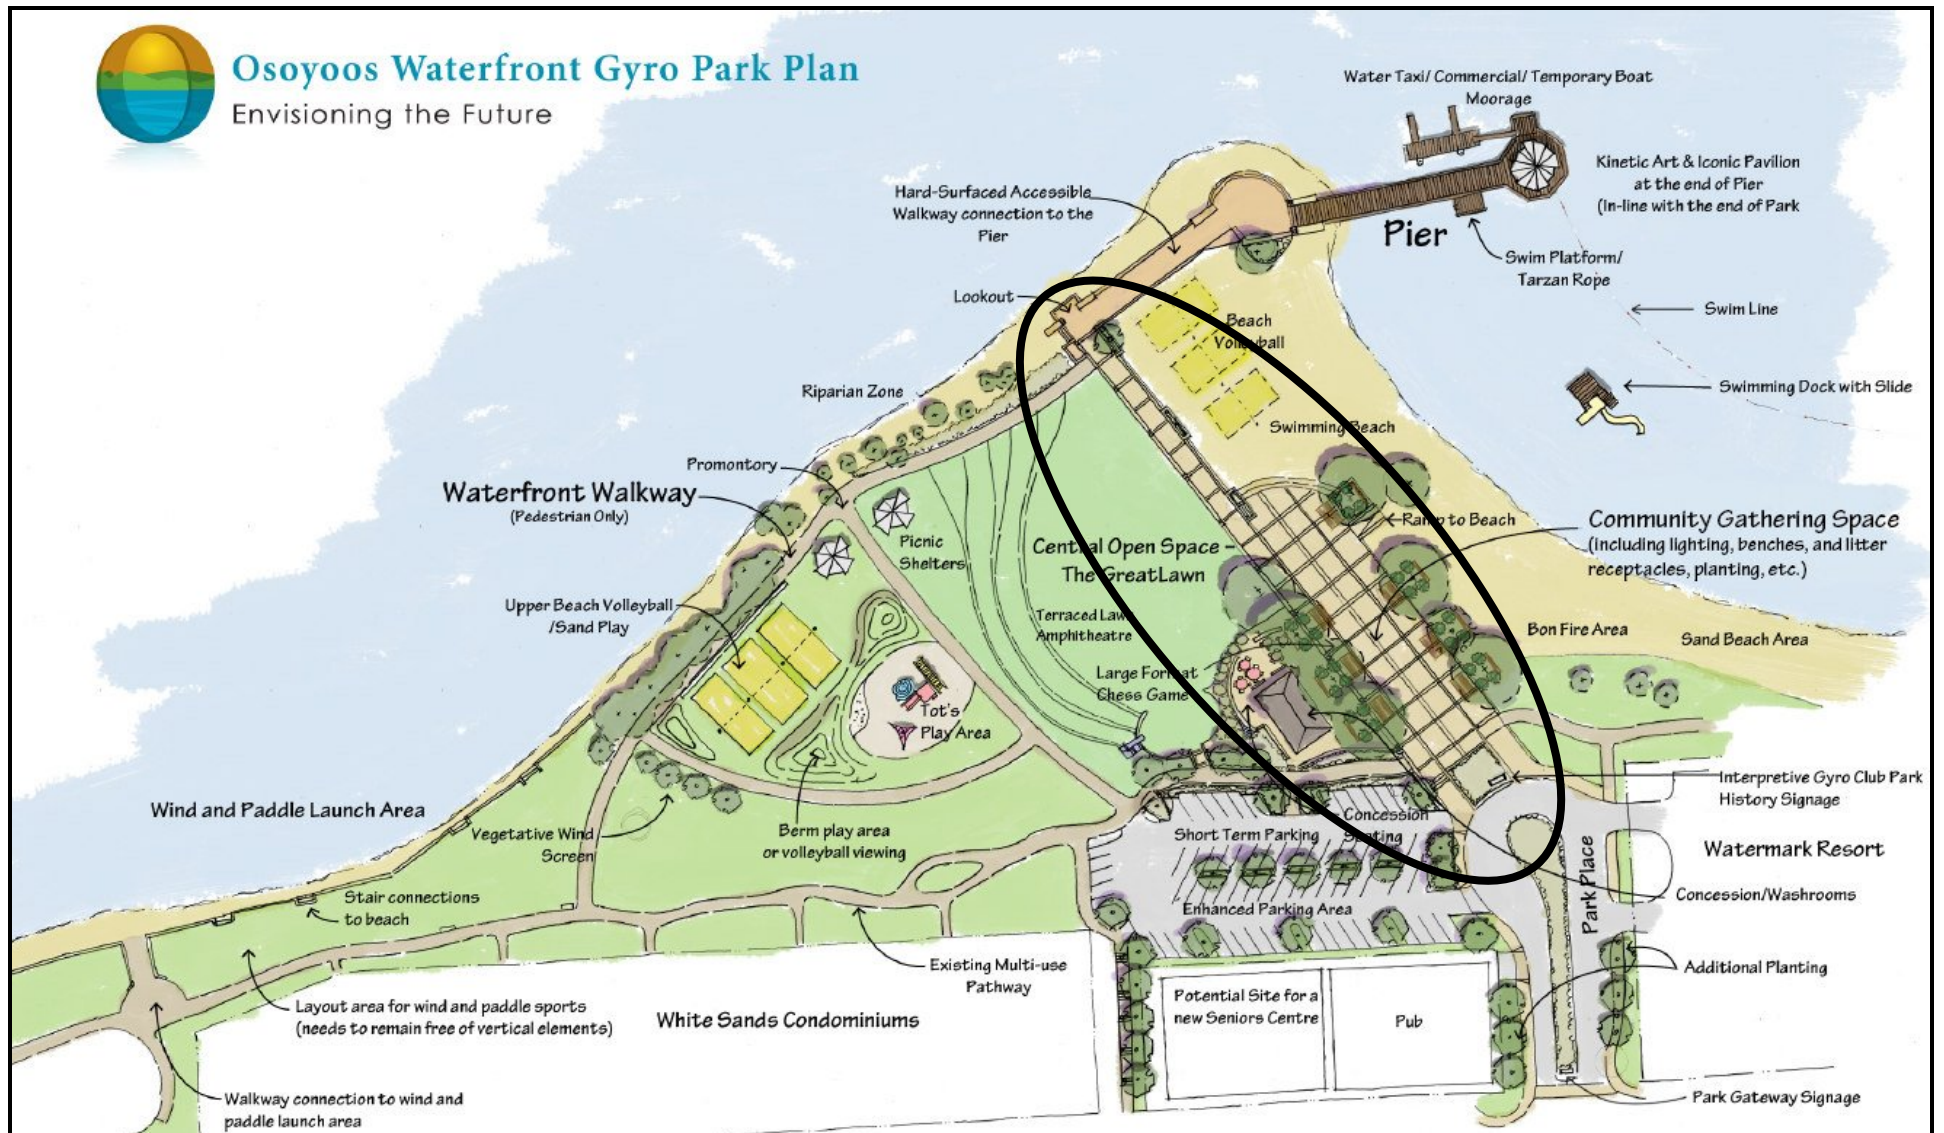 Osoyoos Waterfront Gyro Park Plan
Envisioning the Future
Water Taxi/ Commercial/ Temporary Boat
Moorage
Kinetic Art & Iconic Pavilion
at the end of Pier
(In-line with the end of Park
Hard-Surfaced Accessible
Walkway connection to the
Pier
Pier
Swim Platform/
Tarzan Rope
Lookout
Swim Line
Beach
Volleyball
Riparian Zone
Swimming Dock with Slide
Swimming Beach
Promontory
Waterfront Walkway
(Pedestrian Only)
Ramp to Beach
Community Gathering Space
(including lighting, benches, and litter
receptacles, planting, etc.)
Picnic
Shelters
Central Open Space -
The GreatLawn
Upper Beach Volleyball
/Sand Play
Terraced Lawn
Amphitheatre
Bon Fire Area
Sand Beach Area
Large Format
Chess Game
Tot's
Play Area
Interpretive Gyro Club Park
History Signage
Wind and Paddle Launch Area
Vegetative Wind
Screen
Berm play area
or volleyball viewing
Short Term Parking
Concession
Seating
Park Place
Watermark Resort
Concession/Washrooms
Stair connections
to beach
Enhanced Parking Area
Existing Multi-use
Pathway
Additional Planting
Layout area for wind and paddle sports
(needs to remain free of vertical elements)
White Sands Condominiums
Potential Site for a
new Seniors Centre
Pub
Walkway connection to wind and
paddle launch area
Park Gateway Signage